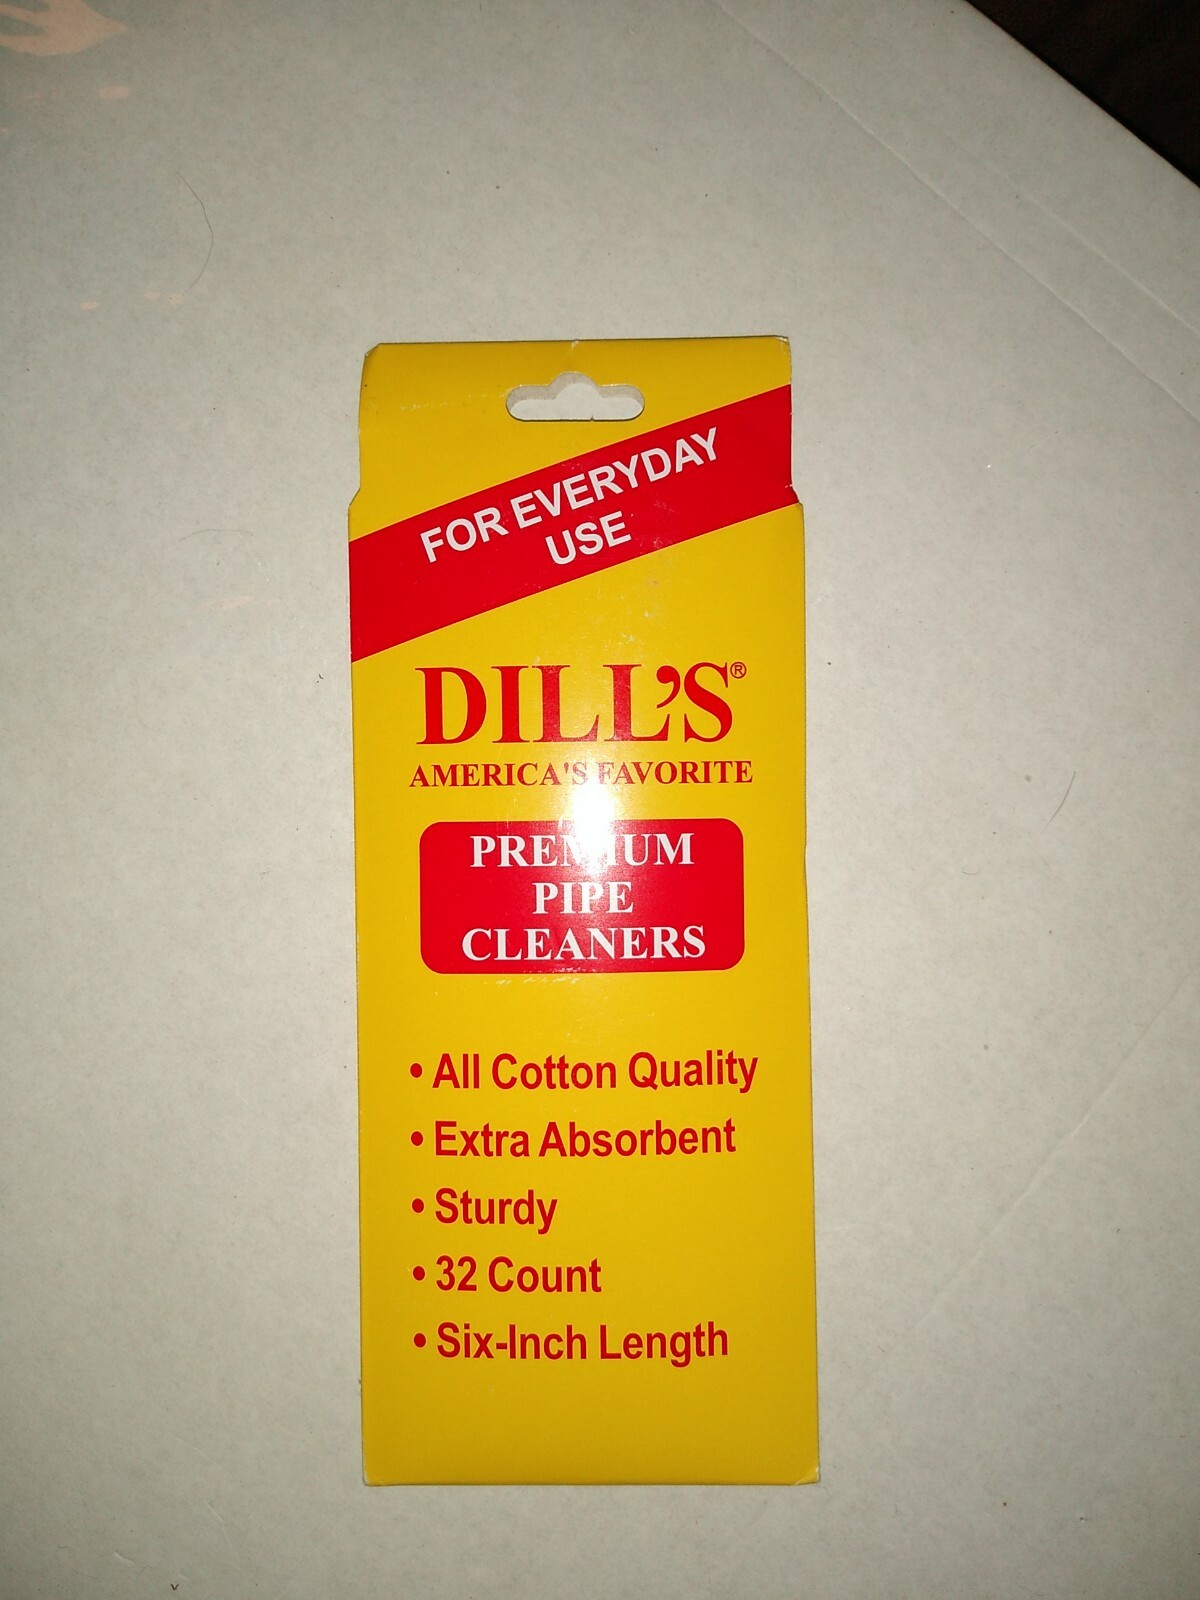 FOR EVERYDAY
USE
DILL'S®
AMERICA'S FAVORITE
PREMIUM
PIPE
CLEANERS
• All Cotton Quality
• Extra Absorbent
• Sturdy
• 32 Count
• Six-Inch Length